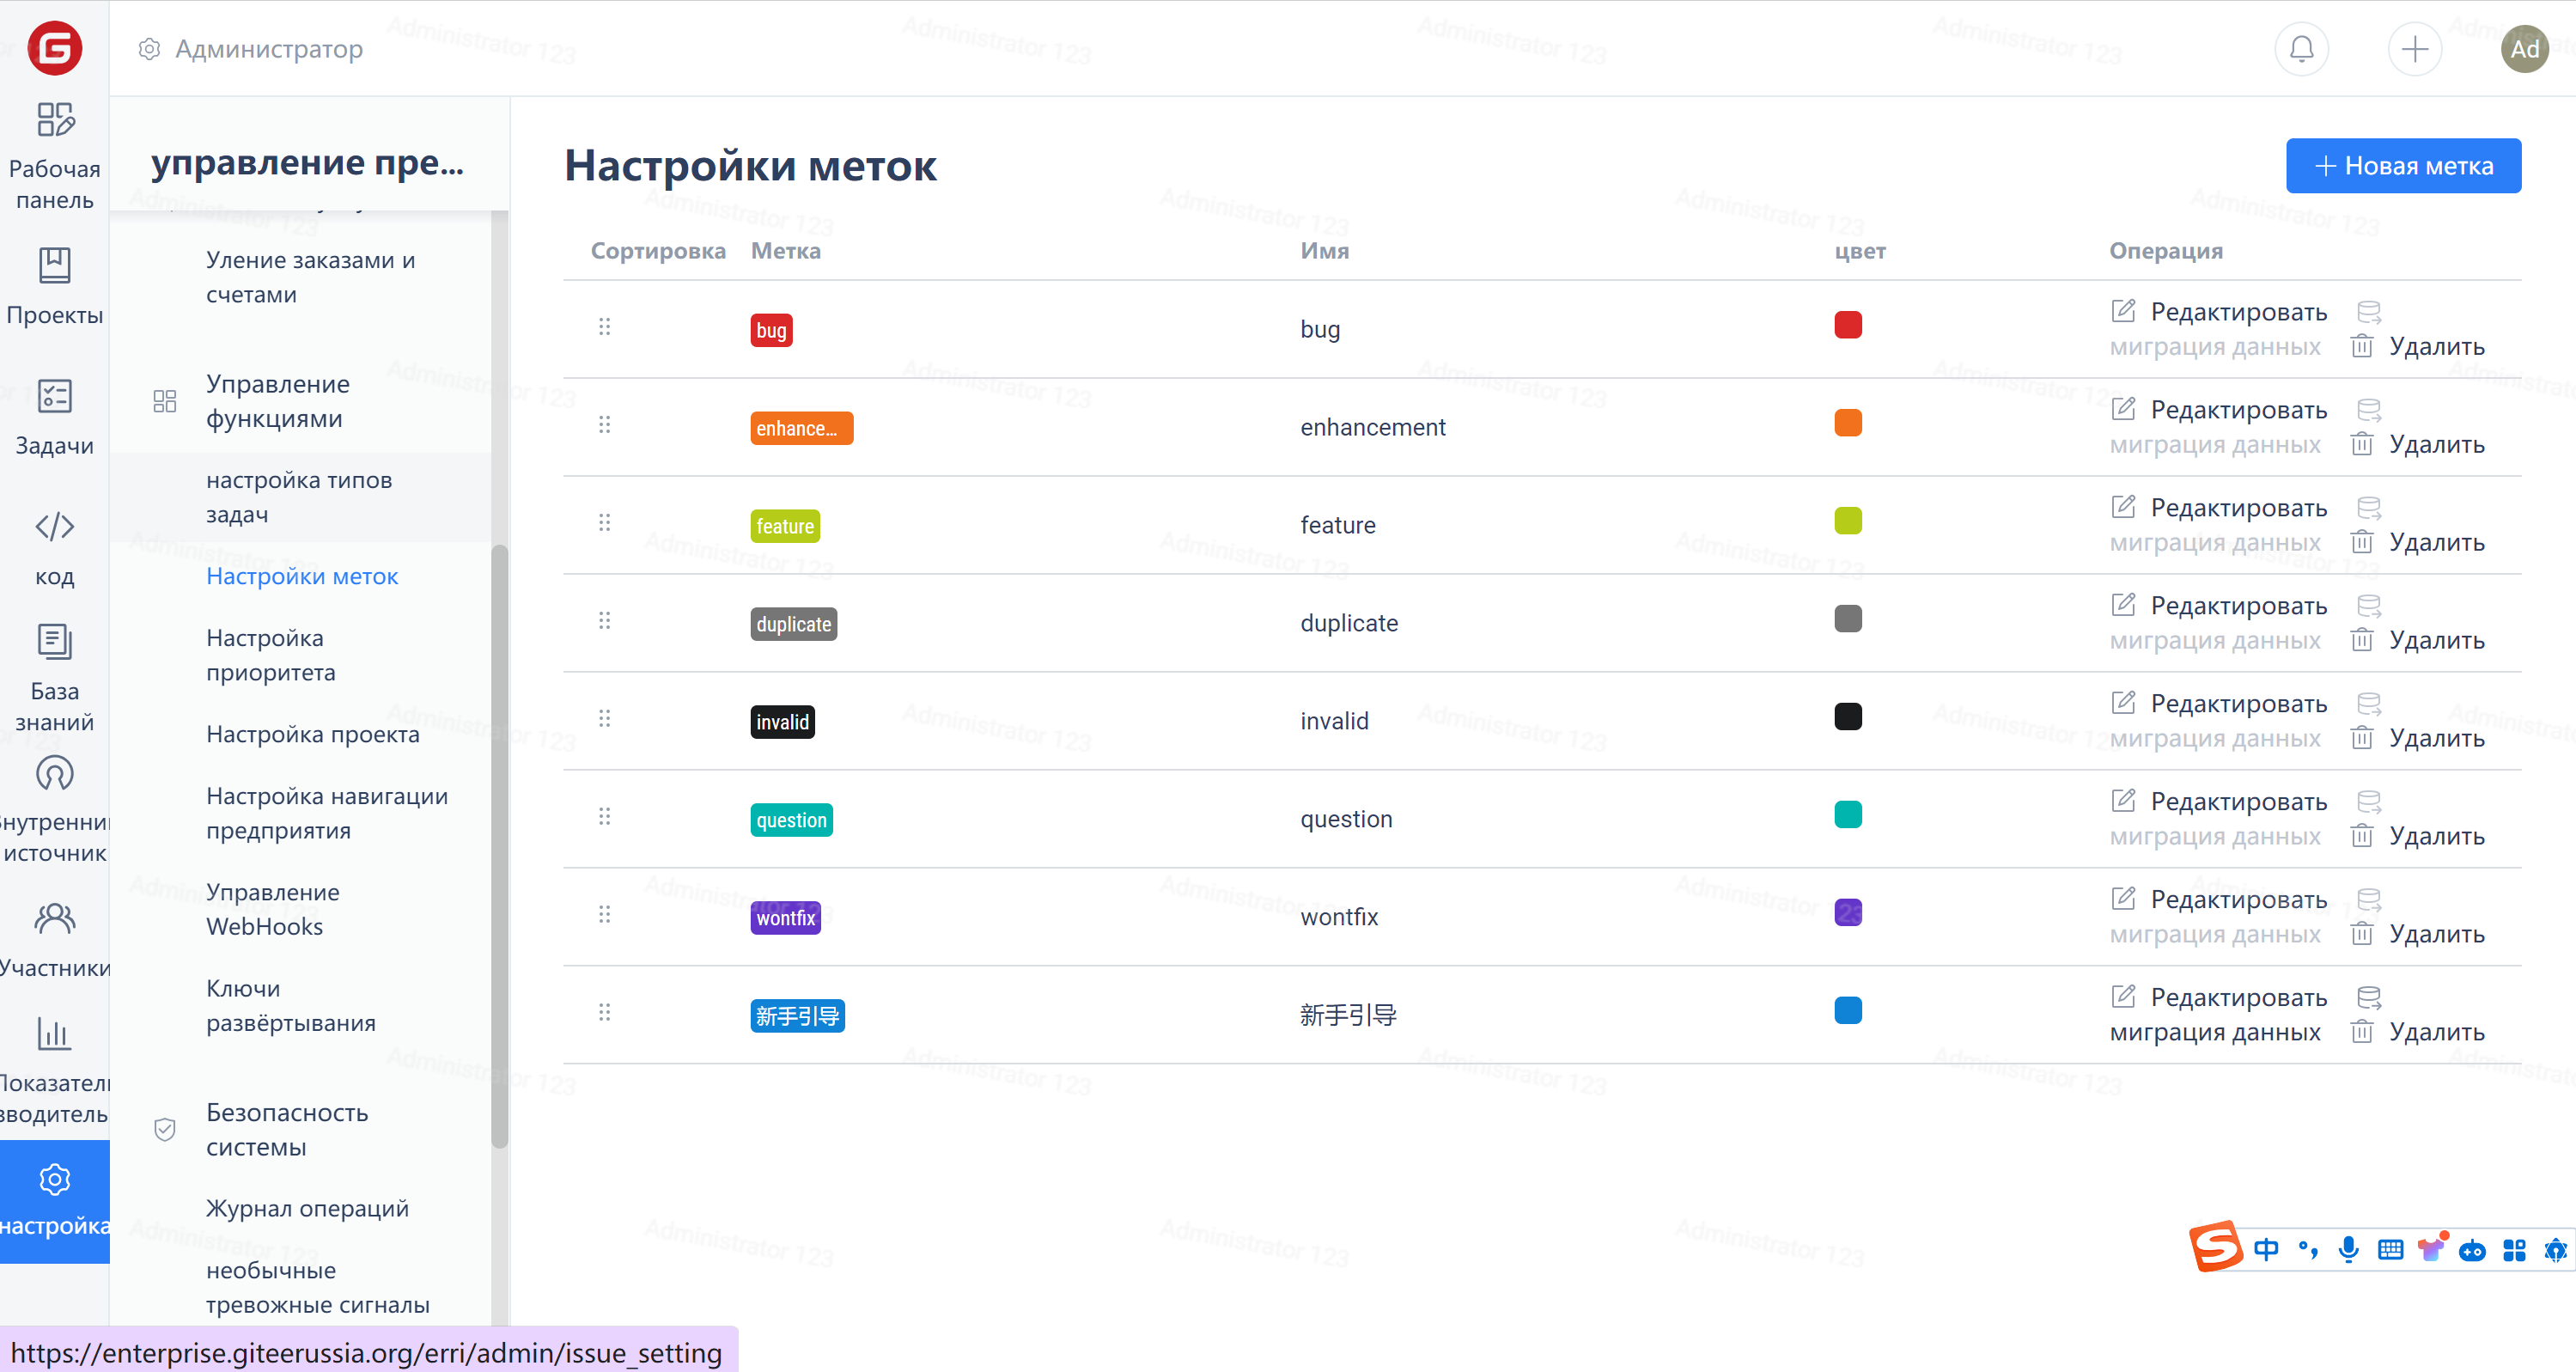 Администратор
Ad
Рабочая
панель
Проекты
Задачи
код
База
знаний
нутренни
источник
Участники
оказател
зводитель
настройка
управление пре...
Уление заказами и
счетами
Управление
функциями
настройка типов
задач
Настройки меток
Настройка
приоритета
Настройка проекта
Настройка навигации
предприятия
Управление
WebHooks
Ключи
развёртывания
Безопасность
системы
Журнал операций
необычные
тревожные сигналы
Настройки меток
Новая метка
Сортировка Метка Имя цвет Операция
bug bug Редактировать
миграция данных Удалить
enhance... enhancement Редактировать
миграция данных Удалить
feature feature Редактировать
миграция данных Удалить
duplicate duplicate Редактировать
миграция данных Удалить
invalid invalid Редактировать
миграция данных Удалить
question question Редактировать
миграция данных Удалить
wontfix wontfix Редактировать
миграция данных Удалить
新手引导 新手引导 Редактировать
миграция данных Удалить
中
https://enterprise.giteerussia.org/erri/admin/issue_setting
Administrator 123